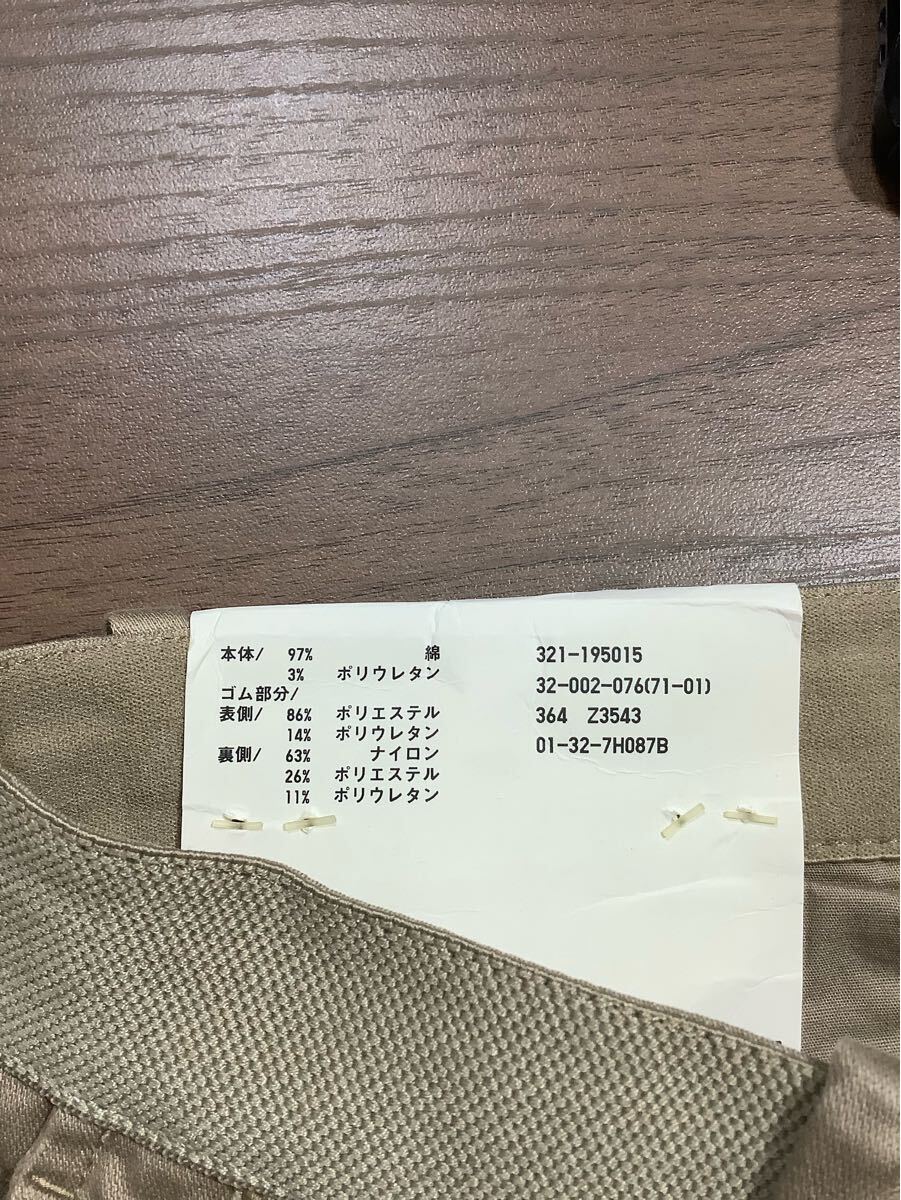 本体/ 97% 綿
3% ポリウレタン
ゴム部分/
表側/ 86% ポリエステル
14% ポリウレタン
裏側/ 63% ナイロン
26% ポリエステル
11% ポリウレタン
321-195015
32-002-076(71-01)
364 Z3543
01-32-7H087B